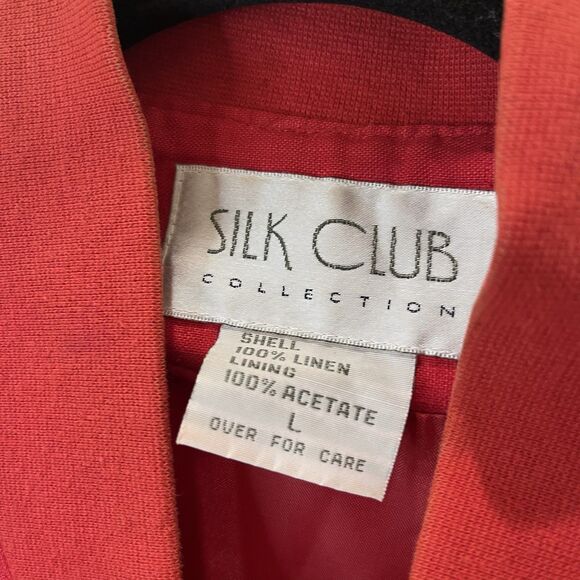 SILK CLUB
COLLECTION
SHELL
100% LINEN
LINING
100% ACETATE
L
OVER FOR CARE